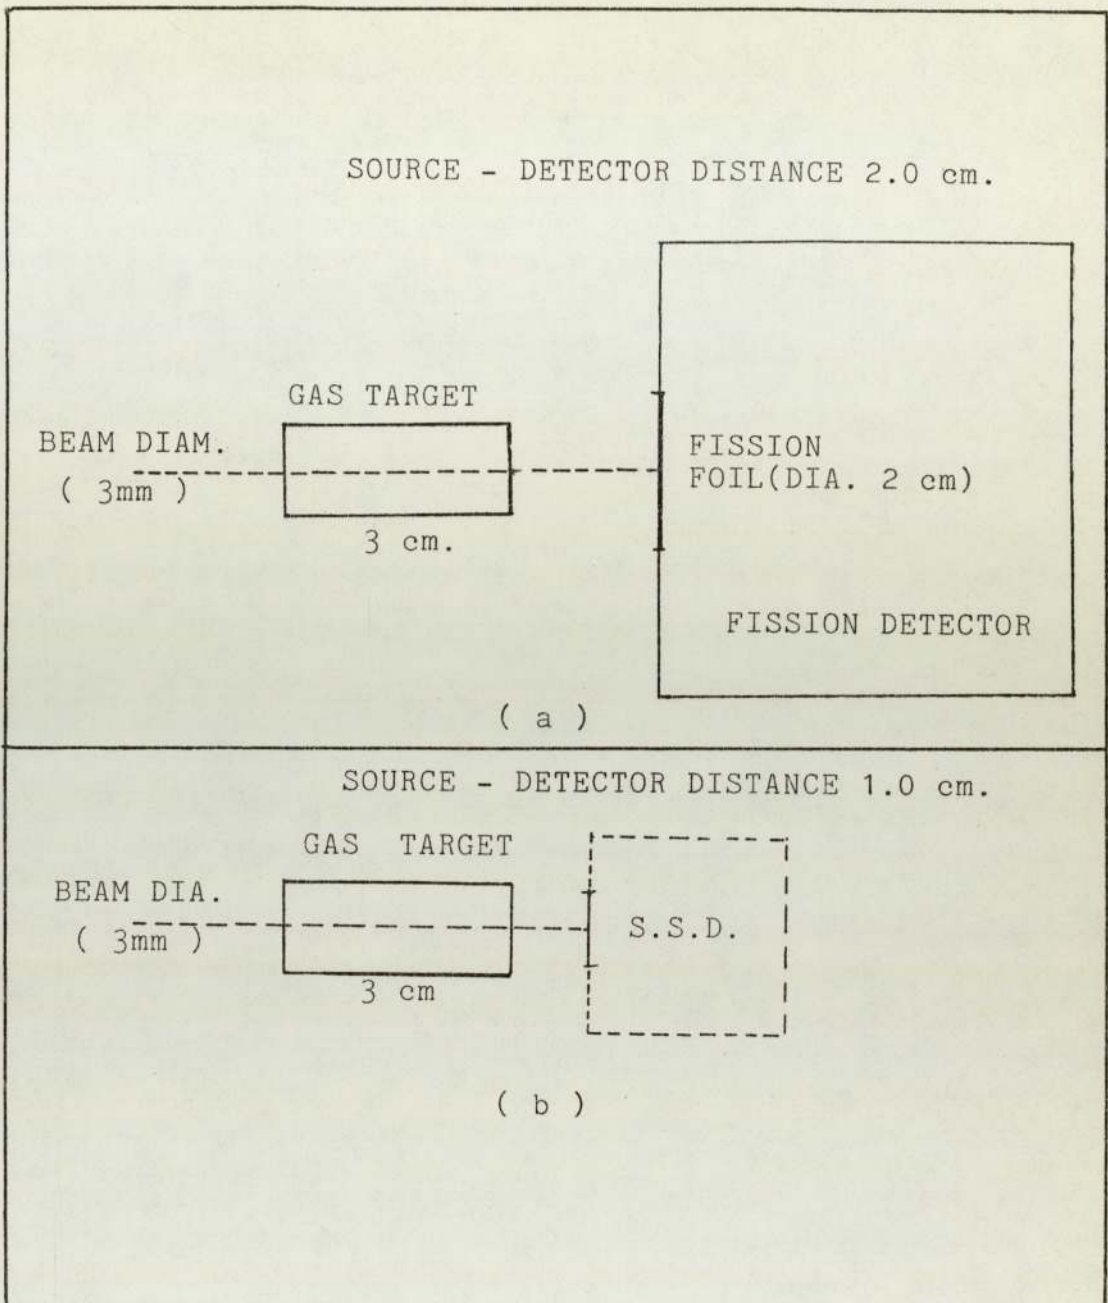 SOURCE - DETECTOR DISTANCE 2.0 cm.
GAS TARGET
BEAM DIAM.
( 3mm )
3 cm.
FISSION
FOIL(DIA. 2 cm)
FISSION DETECTOR
( a )
SOURCE - DETECTOR DISTANCE 1.0 cm.
GAS TARGET
BEAM DIA.
( 3mm )
S.S.D.
3 cm
( b )